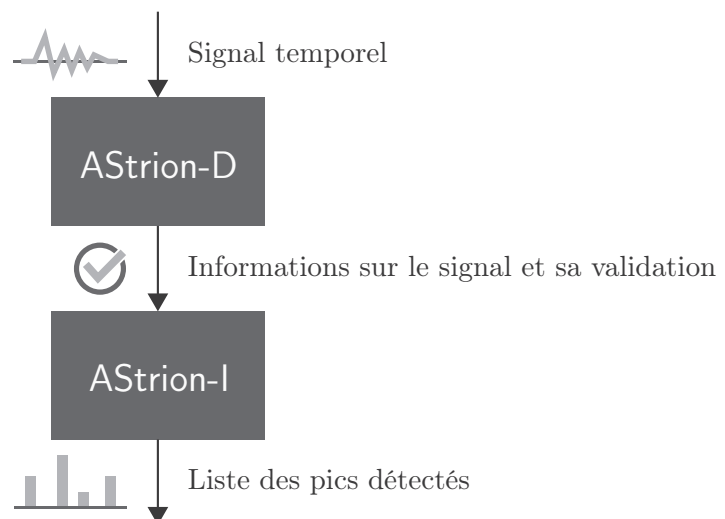 Signal temporel
AStrion-D
Informations sur le signal et sa validation
AStrion-I
Liste des pics détectés